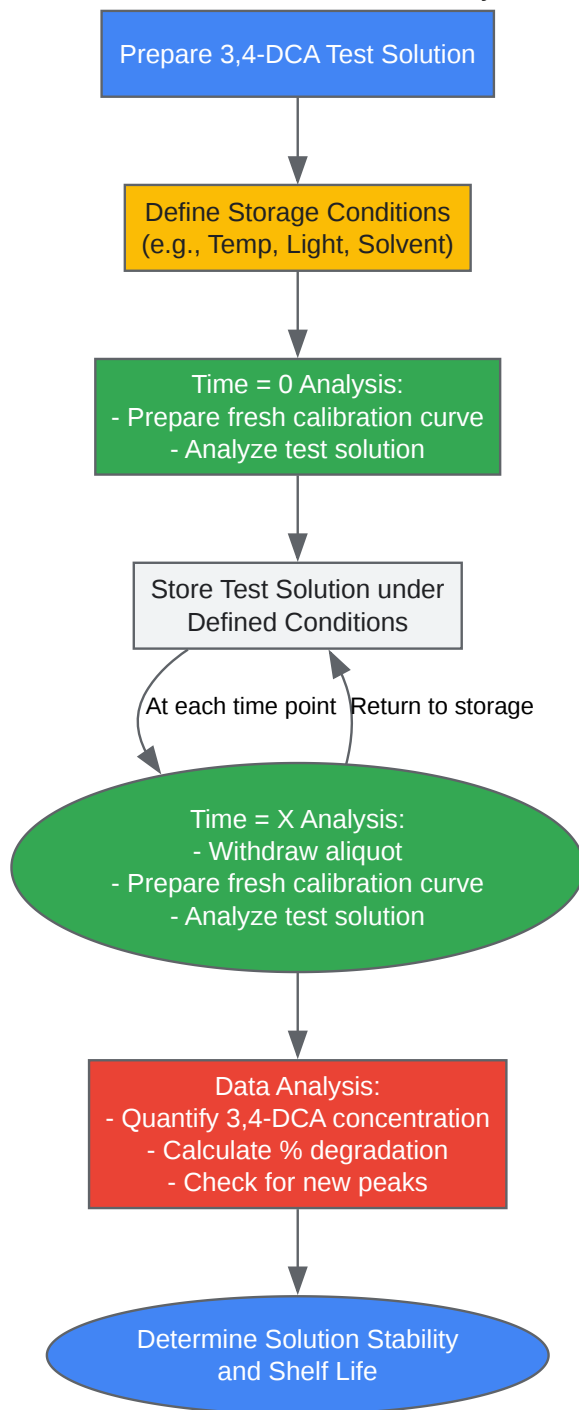 Prepare 3,4-DCA Test Solution
Define Storage Conditions
(e.g., Temp, Light, Solvent)
Time = 0 Analysis:
- Prepare fresh calibration curve
- Analyze test solution
Store Test Solution under
Defined Conditions
At each time point
Return to storage
Time = X Analysis:
- Withdraw aliquot
- Prepare fresh calibration curve
- Analyze test solution
Data Analysis:
- Quantify 3,4-DCA concentration
- Calculate % degradation
- Check for new peaks
Determine Solution Stability
and Shelf Life